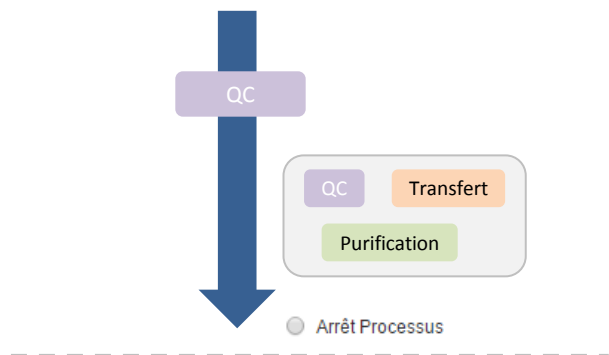 QC
QC Transfert
Purification
Arrêt Processus